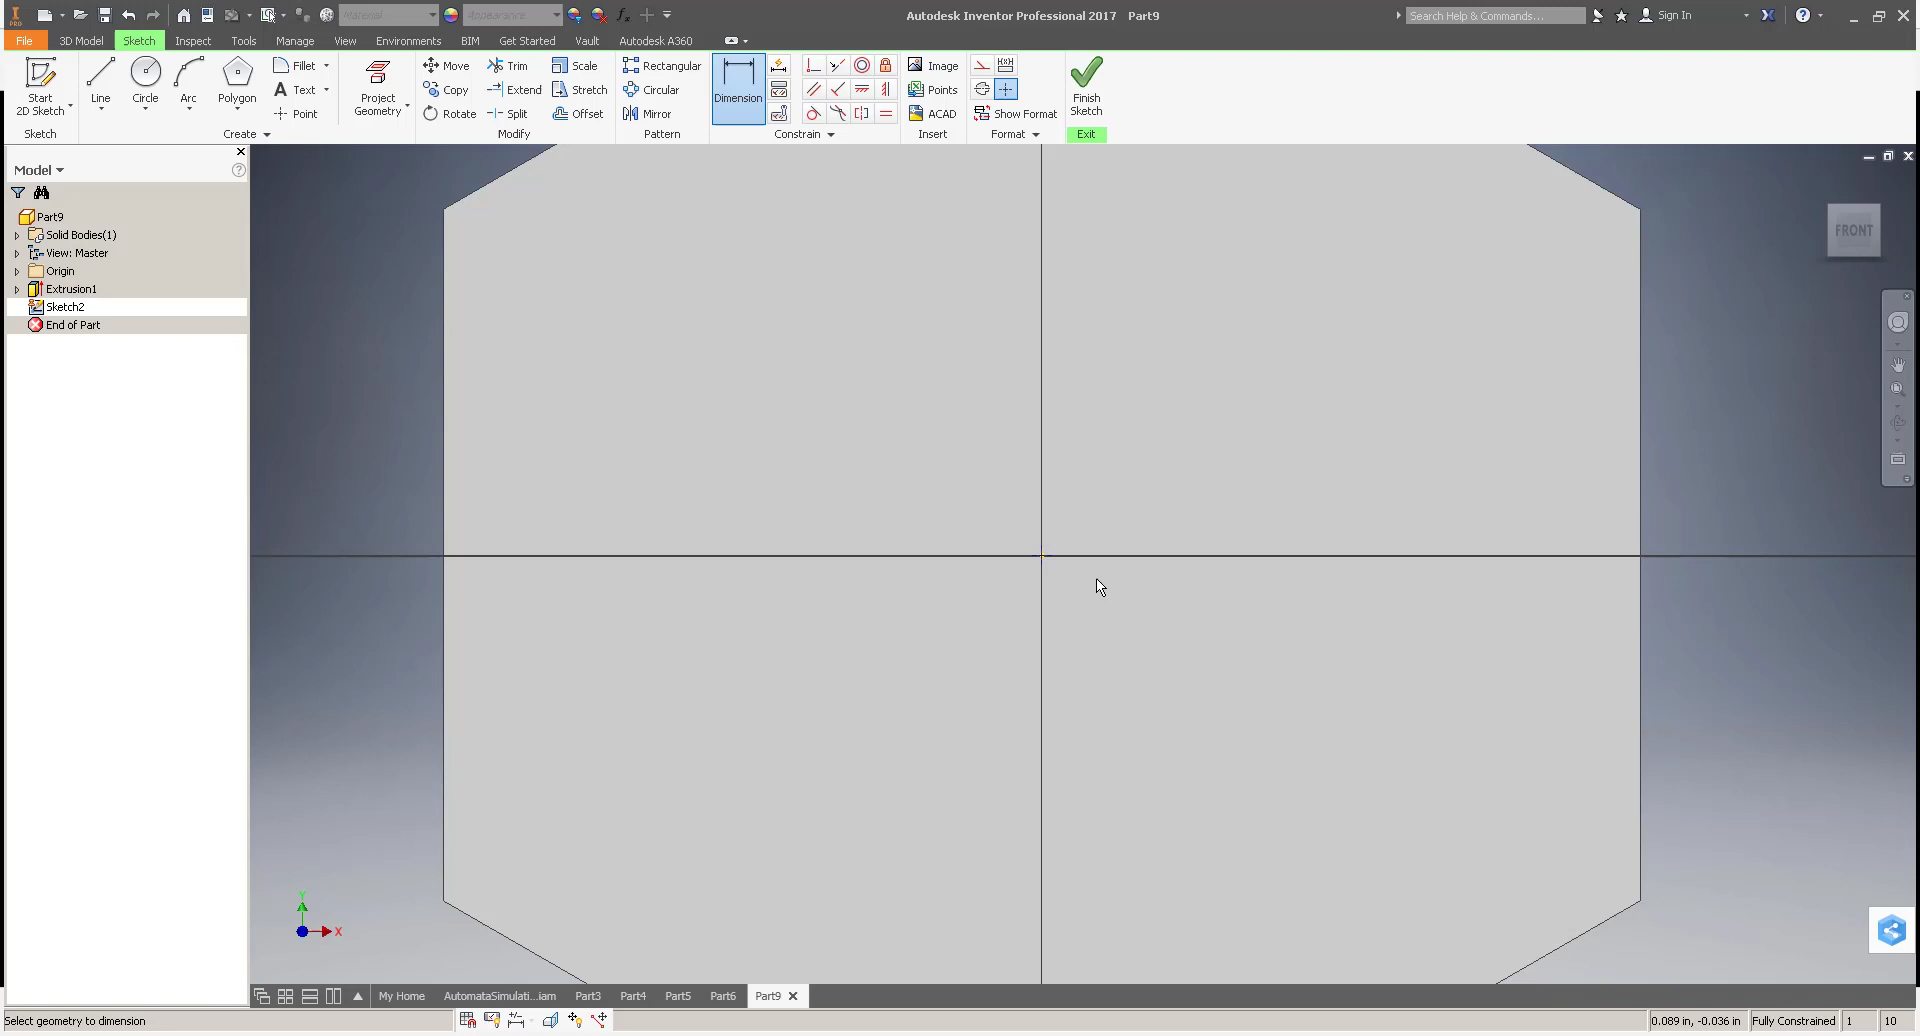 PRO
Material
Appearance
Autodesk Inventor Professional 2017 Part9
Search Help & Commands...
Sign In
File 3D Model Sketch Inspect Tools Manage View Environments BIM Get Started Vault Autodesk A360
Start
2D Sketch
Line
Circle
Arc
Polygon
Fillet
Text
Point
Project
Geometry
Move
Copy
Rotate
Trim
Extend
Split
Scale
Stretch
Offset
Rectangular
Circular
Mirror
Dimension
Image
Points
ACAD
Show Format
Finish
Sketch
Sketch Create Modify Pattern Constrain Insert Format Exit
Model
Part9
Solid Bodies(1)
View: Master
Origin
Extrusion1
Sketch2
End of Part
FRONT
Y
X
My Home AutomataSimulati...iam Part3 Part4 Part5 Part6 Part9
Select geometry to dimension
0.089 in, -0.036 in Fully Constrained 1 10